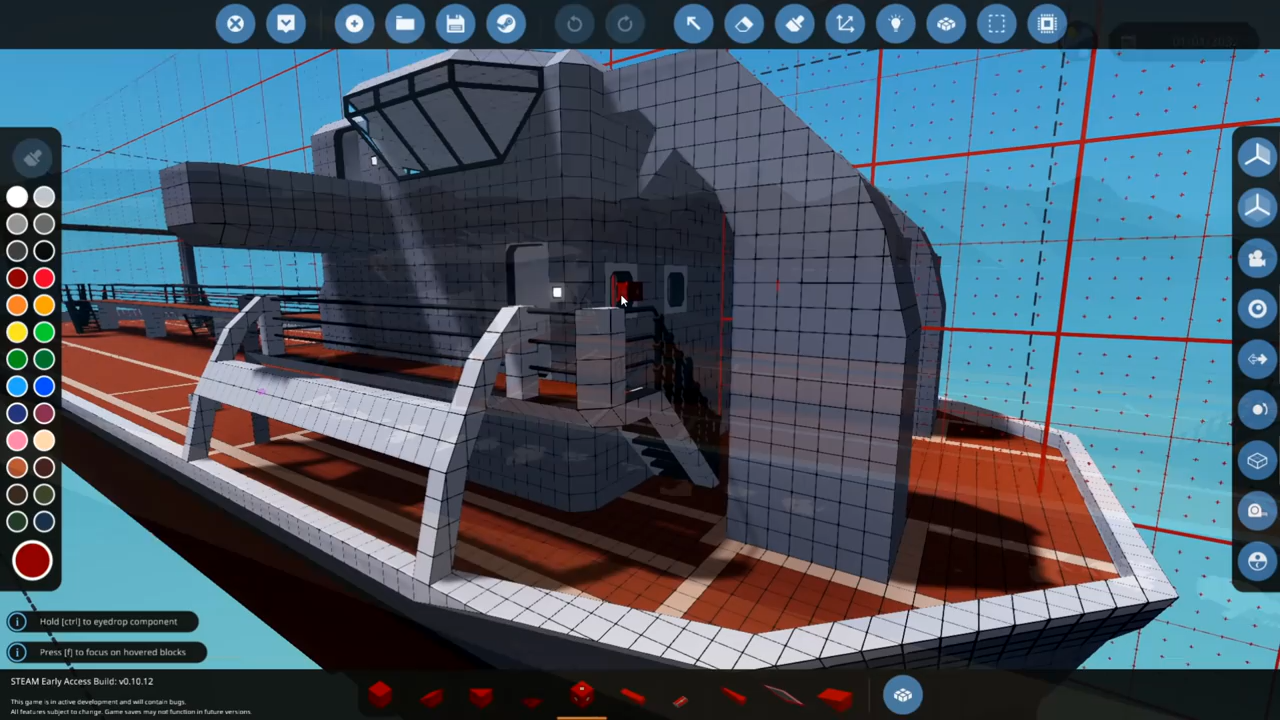 Hold [ctrl] to eyedrop component
Press [f] to focus on hovered blocks
STEAM Early Access Build: v0.10.12
This game is in active development and will contain bugs.
All features subject to change. Game saves may not function in future versions.